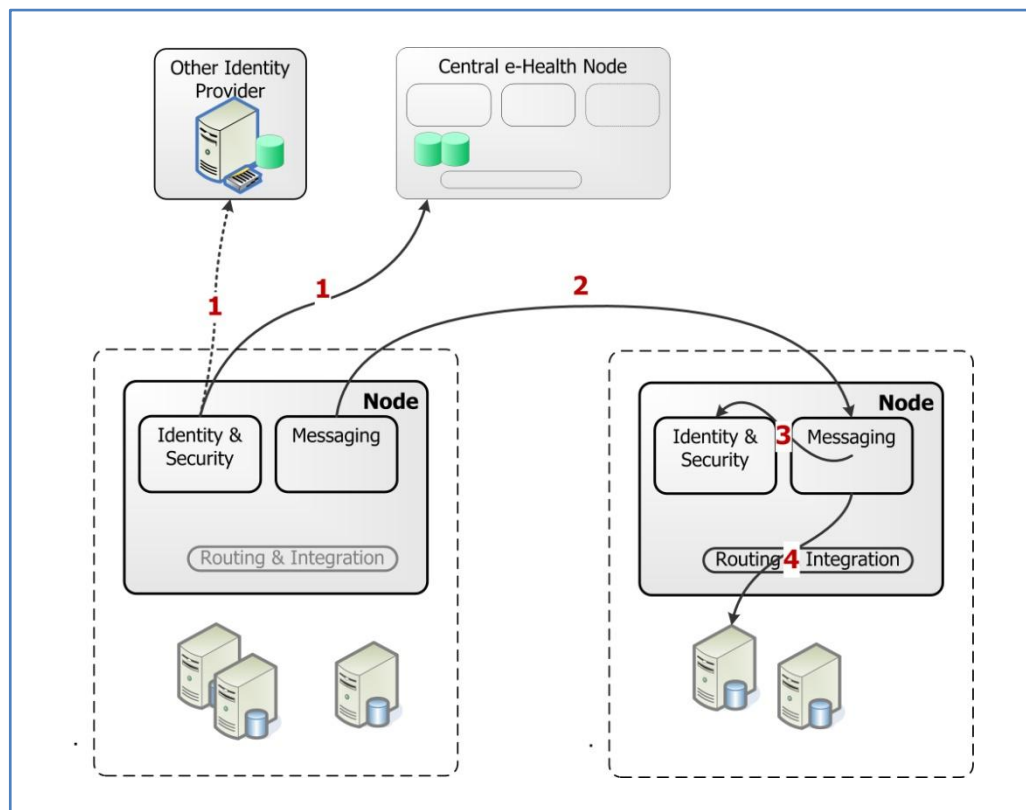 Other Identity
Provider
Central e-Health Node
1
1
2
Node
Identity &
Security
Messaging
Routing & Integration
Node
Identity &
Security
3
Messaging
Routing 4 Integration
.
.